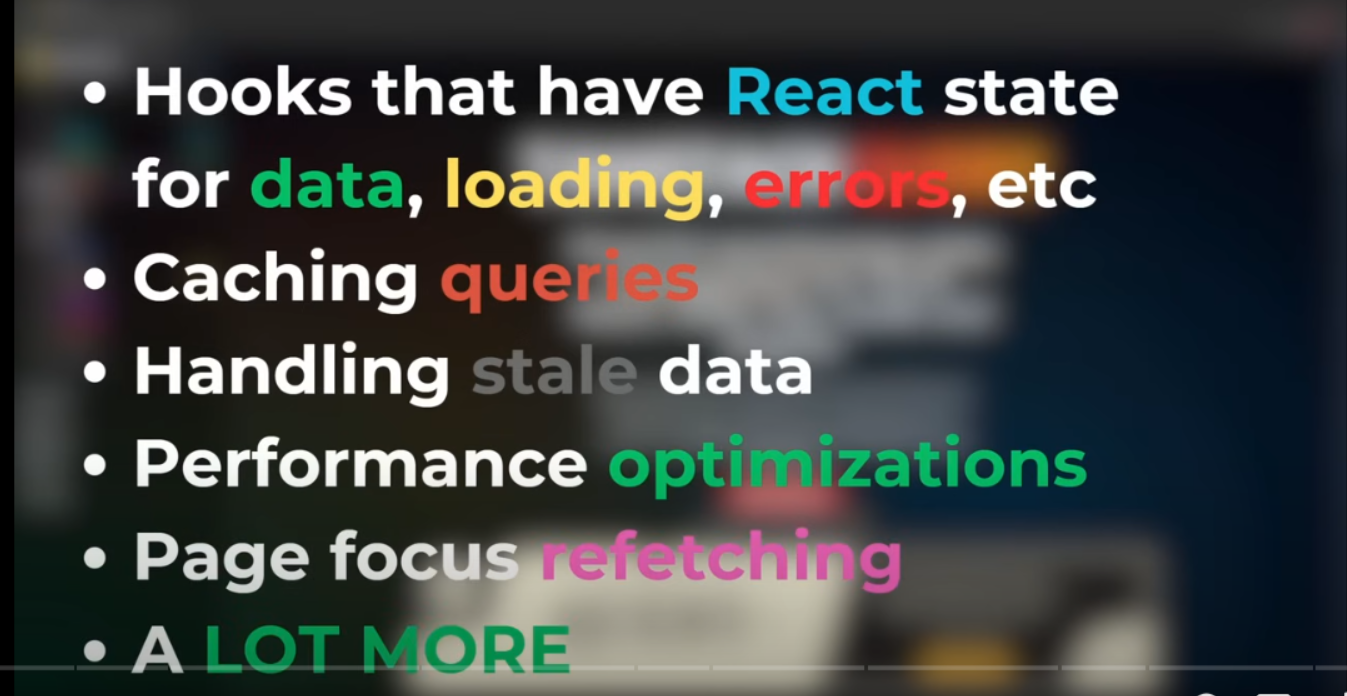 • Hooks that have React state
for data, loading, errors, etc
• Caching queries
• Handling stale data
• Performance optimizations
• Page focus refetching
• A LOT MORE